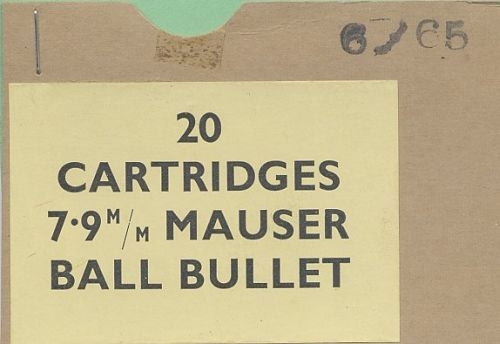 6/65
20
CARTRIDGES
7·9 M/M MAUSER
BALL BULLET